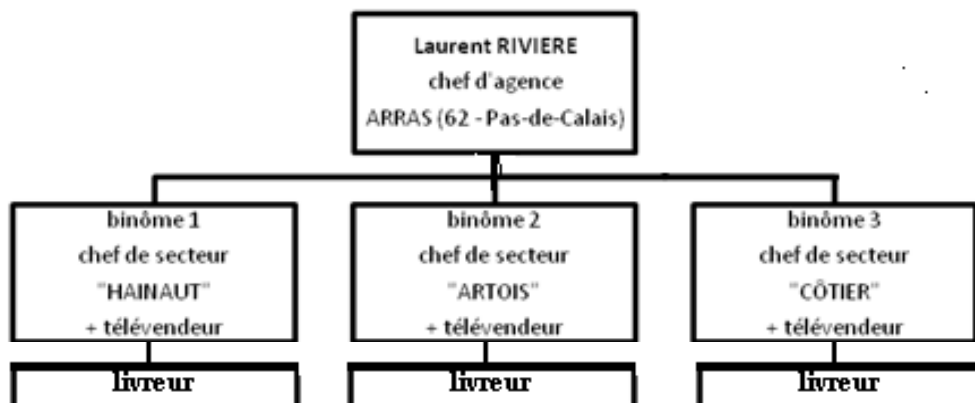 Laurent RIVIERE
chef d'agence
ARRAS (62 - Pas-de-Calais)
binôme 1
chef de secteur
"HAINAUT"
+ télévendeur
binôme 2
chef de secteur
"ARTOIS"
+ télévendeur
binôme 3
chef de secteur
"CÔTIER"
+ télévendeur
livreur
livreur
livreur